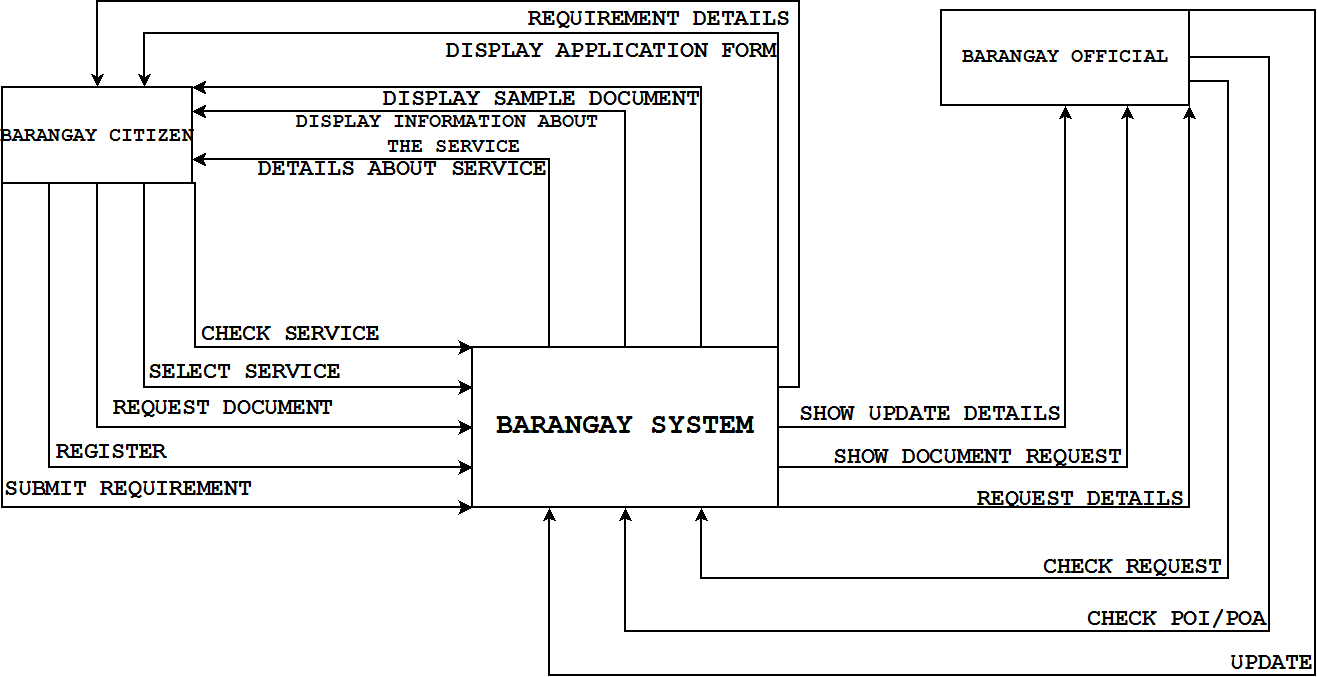 REQUIREMENT DETAILS
DISPLAY APPLICATION FORM
BARANGAY OFFICIAL
DISPLAY SAMPLE DOCUMENT
DISPLAY INFORMATION ABOUT
THE SERVICE
BARANGAY CITIZEN
DETAILS ABOUT SERVICE
CHECK SERVICE
SELECT SERVICE
REQUEST DOCUMENT
REGISTER
SUBMIT REQUIREMENT
BARANGAY SYSTEM
SHOW UPDATE DETAILS
SHOW DOCUMENT REQUEST
REQUEST DETAILS
CHECK REQUEST
CHECK POI/POA
UPDATE